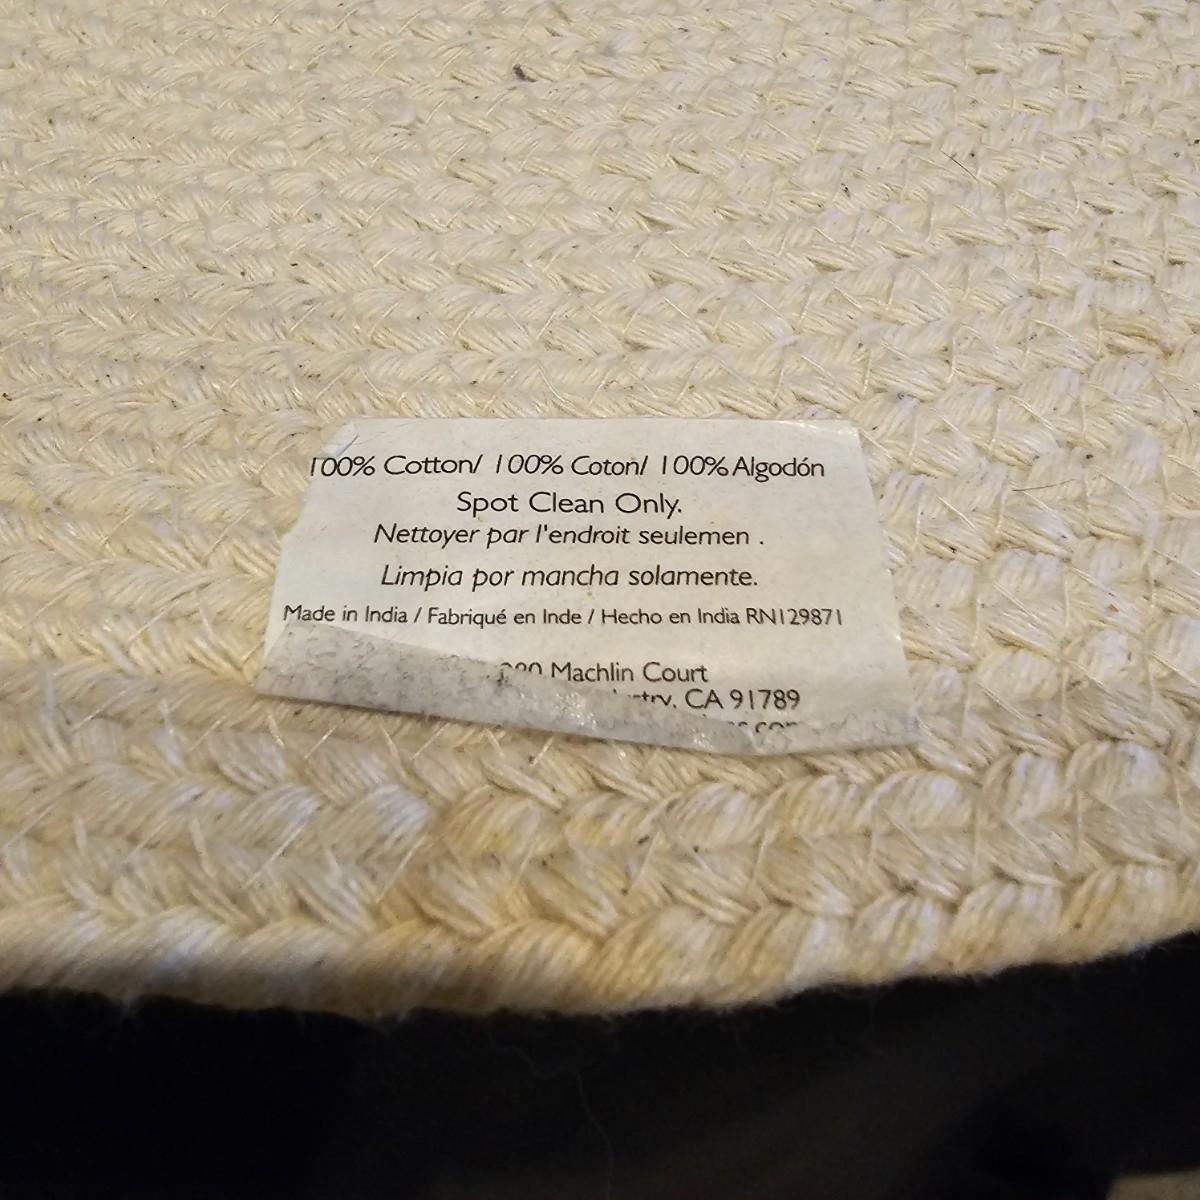 100% Cotton/ 100% Coton/ 100% Algodón
Spot Clean Only.
Nettoyer par l'endroit seulemen .
Limpia por mancha solamente.
Made in India / Fabriqué en Inde / Hecho en India RN129871
Machlin Court
CA 91789